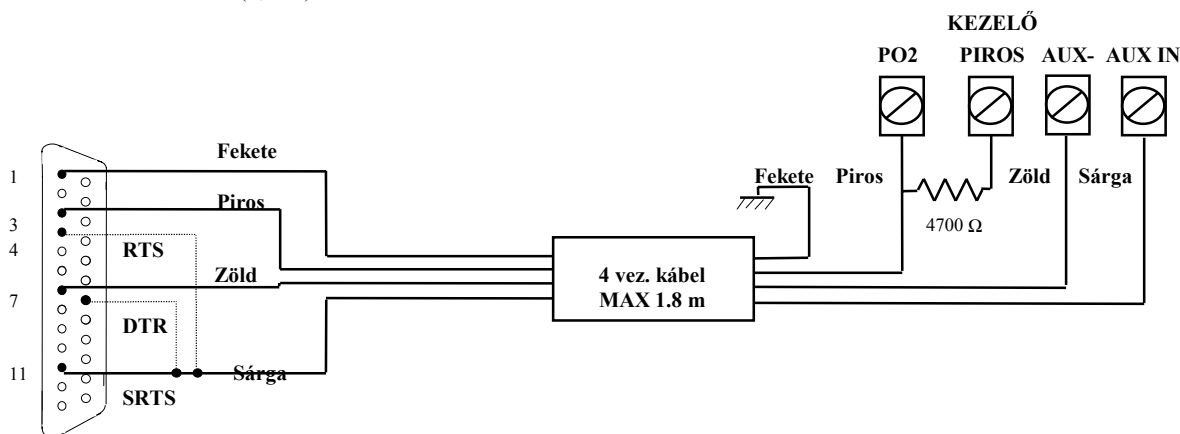 KEZELŐ
PO2 PIROS AUX- AUX IN
1
Fekete
Fekete Piros Zöld Sárga
Piros
3
4700 Ω
4
RTS
Zöld
4 vez. kábel
MAX 1.8 m
7
DTR
11
Sárga
SRTS